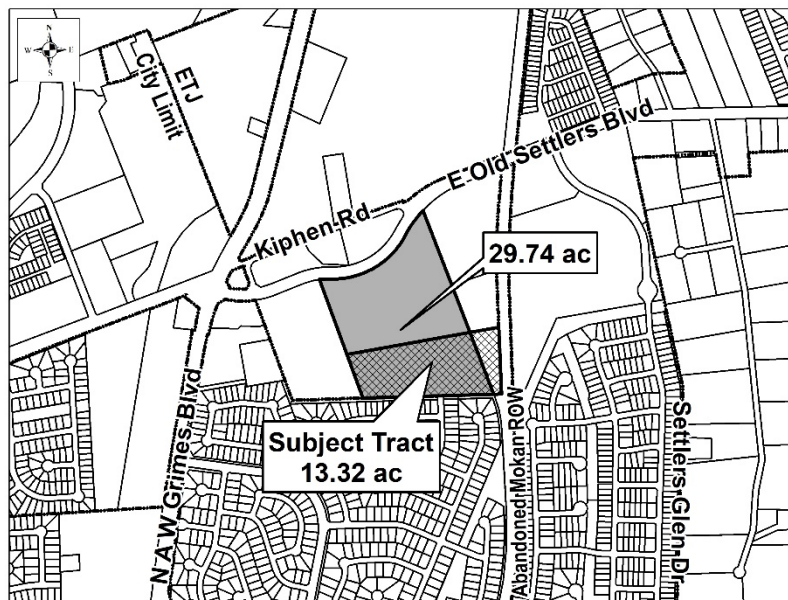 N
W E
S
ETJ
City Limit
Kiphen Rd
E Old Settlers Blvd
29.74 ac
Subject Tract
13.32 ac
N A W Grimes Blvd
Abandoned Mokan ROW
Settlers Glen Dr